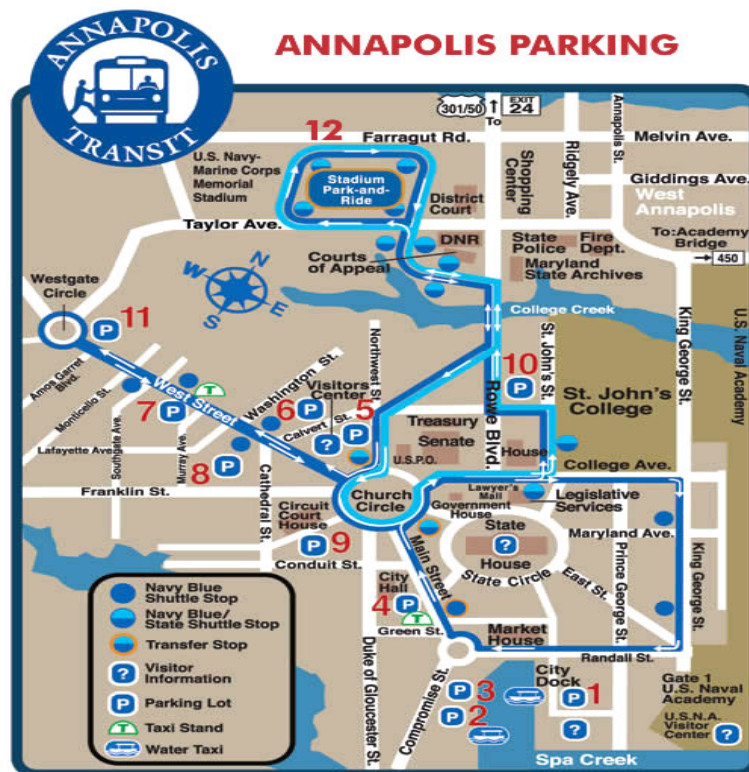 ANNAPOLIS
TRANSIT
ANNAPOLIS PARKING
301/50
To
EXIT
24
Annapolis St.
12
Farragut Rd.
Melvin Ave.
U.S. Navy-
Marine Corps
Memorial
Stadium
Stadium
Park-and-
Ride
Shopping
Center
Ridgely Ave.
Giddings Ave.
West
Annapolis
District
Court
Taylor Ave.
DNR
Courts
of Appeal
State
Police
Fire
Dept.
Maryland
State Archives
To:Academy
Bridge
450
Westgate
Circle
N
W
E
S
College Creek
P
11
Amos Garret
Blvd.
Monticello St.
West Street
T
Washington St.
Northwest St.
Rowe Blvd.
10
P
St. John's St.
King George St.
U.S. Naval Academy
St. John's
College
7
P
6
P
Visitors
Center
Calvert St.
?
5
P
Treasury
Senate
House
U.S.P.O.
Lafayette Ave.
Southgate Ave.
Murray Ave.
8
P
Cathedral St.
Franklin St.
Church
Circle
College Ave.
Lawyer's
Mall
Government
House
Legislative
Services
Circuit
Court
House
9
P
Conduit St.
Main Street
State
?
House
State Circle
Maryland Ave.
East St.
Prince George St.
King George St.
City
Hall
4
P
T
Green St.
Market
House
Randall St.
Duke of Gloucester St.
Compromise St.
P
3
P
2
City
Dock
P
1
?
Gate 1
U.S. Naval
Academy
U.S.N.A.
Visitor
Center
?
Spa Creek
Navy Blue
Shuttle Stop
Navy Blue/
State Shuttle Stop
Transfer Stop
?
Visitor
Information
P
Parking Lot
T
Taxi Stand
Water Taxi